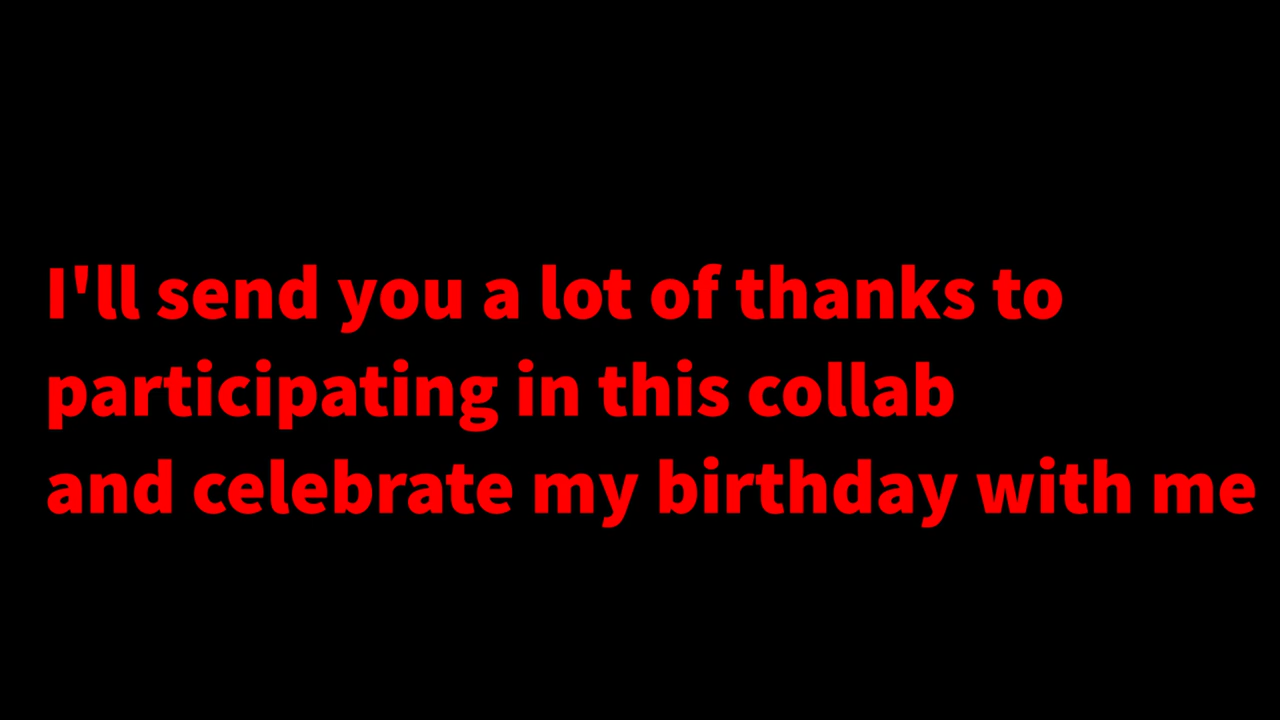 I'll send you a lot of thanks to
participating in this collab
and celebrate my birthday with me